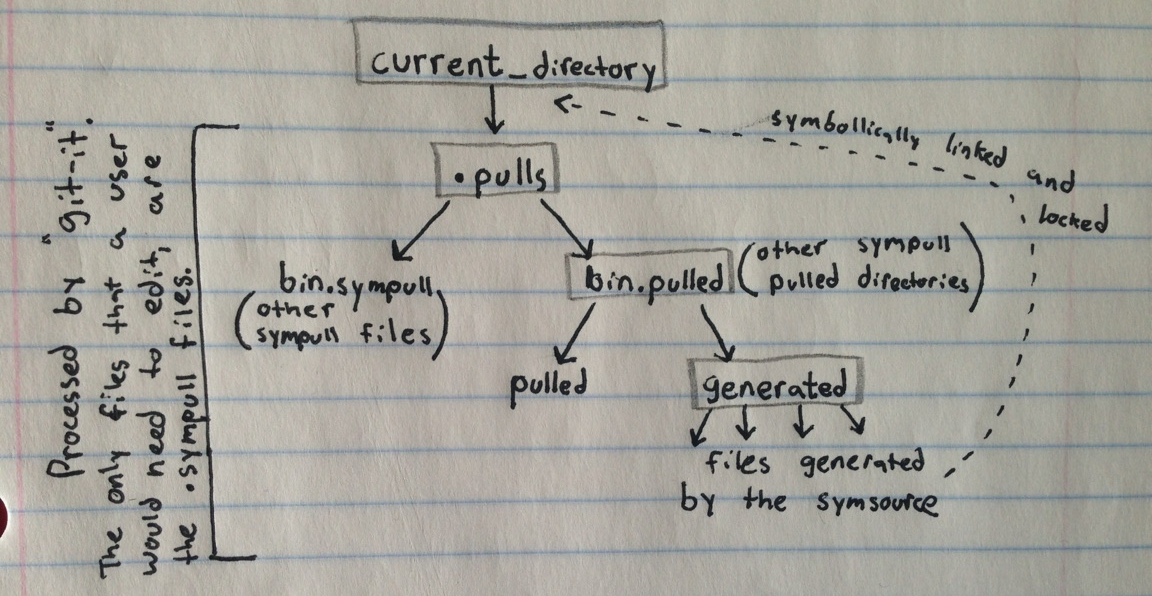 current_directory
symbollically linked and
locked
.pulls
bin.sympull
(other
sympull files)
bin.pulled
(other sympull
pulled directories)
pulled
generated
files generated
by the symsource
Processed by "git-it".
The only files that a user
would need to edit, are
the .sympull files.